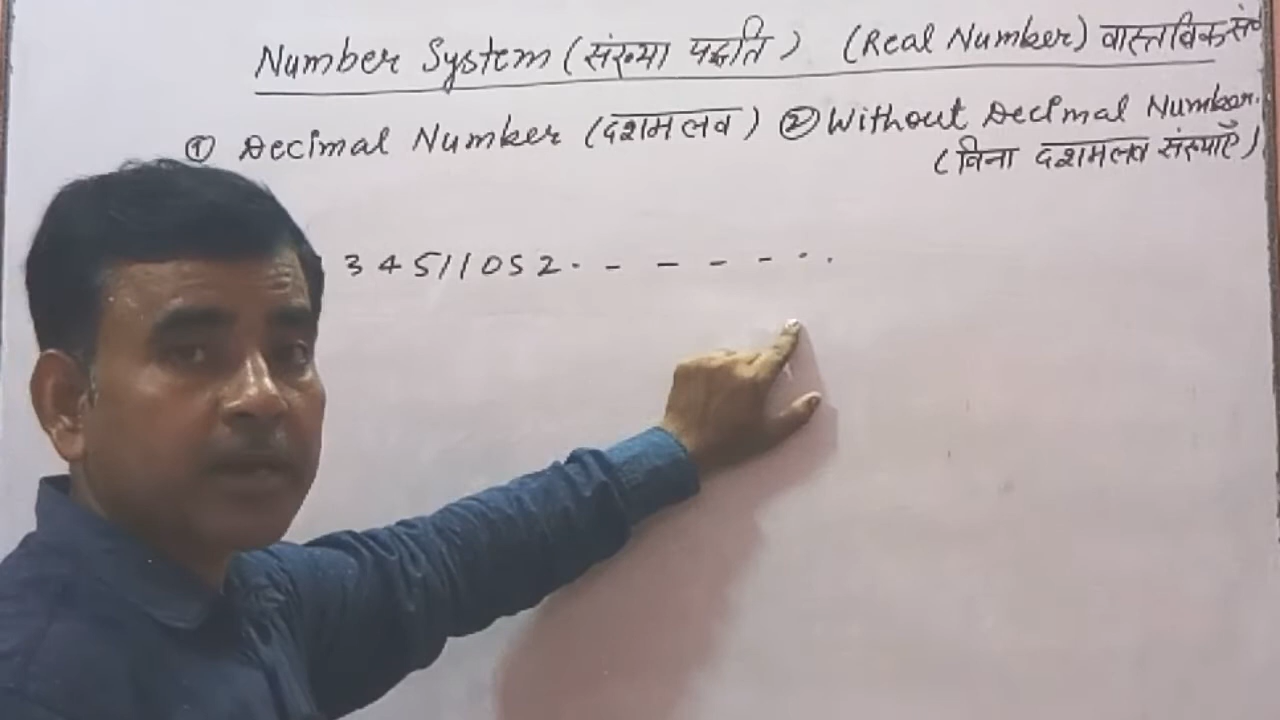 Number System (संख्या पद्धति) (Real Number) वास्तविक
① Decimal Number (दशमलव) ② Without Decimal Number.
(विना दशमलव संख्याएँ)
3 4 5 1 1 0 5 2 . - - - - . .